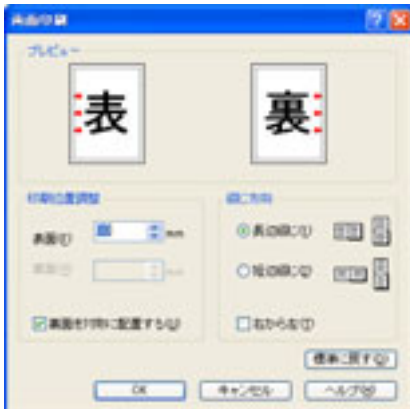 両面印刷
プレビュー
表
裏
印刷位置調整
綴じ方向
表面(E)
mm
mm
長辺綴じ(L)
短辺綴じ(S)
裏面を対称に配置する(U)
右から左(T)
標準に戻す(Q)
OK
キャンセル
ヘルプ(H)